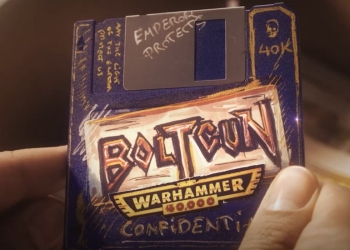 EMPEROR
PROTECTS
40K
BOLTGUN
WARHAMMER
40,000
CONFIDENTI